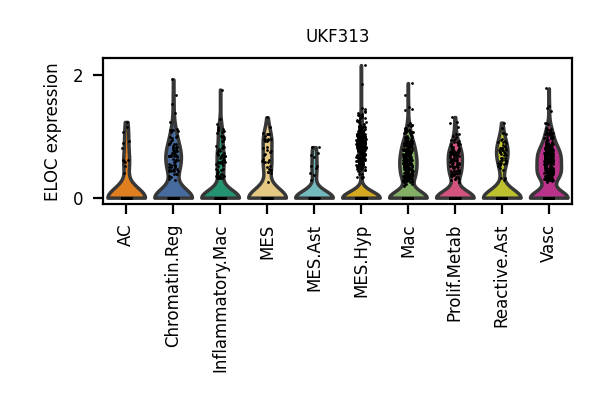 UKF313
ELOC expression
2
0
AC
Chromatin.Reg
Inflammatory.Mac
MES
MES.Ast
MES.Hyp
Mac
Prolif.Metab
Reactive.Ast
Vasc